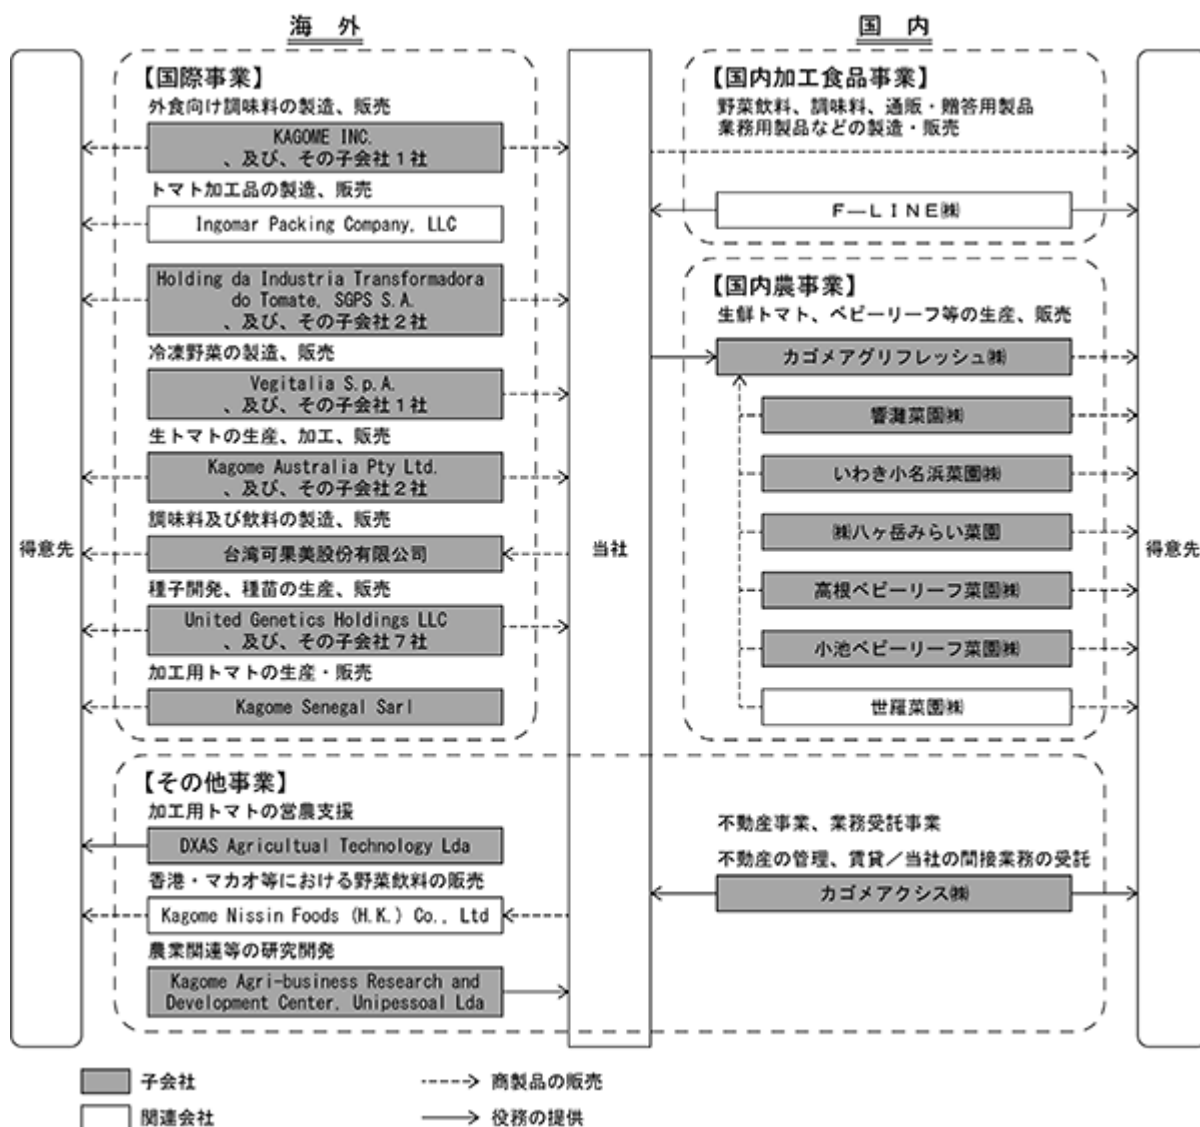 海 外
国 内
得意先
【国際事業】
外食向け調味料の製造、販売
KAGOME INC.
、及び、その子会社1社
トマト加工品の製造、販売
Ingomar Packing Company, LLC
Holding da Industria Transformadora
do Tomate, SGPS S.A.
、及び、その子会社2社
冷凍野菜の製造、販売
Vegitalia S.p.A.
、及び、その子会社1社
生トマトの生産、加工、販売
Kagome Australia Pty Ltd.
、及び、その子会社2社
調味料及び飲料の製造、販売
台湾可果美股份有限公司
種子開発、種苗の生産、販売
United Genetics Holdings LLC
、及び、その子会社7社
加工用トマトの生産・販売
Kagome Senegal Sarl
当社
【国内加工食品事業】
野菜飲料、調味料、通販・贈答用製品
業務用製品などの製造・販売
F―LINE㈱
【国内農事業】
生鮮トマト、ベビーリーフ等の生産、販売
カゴメアグリフレッシュ㈱
響灘菜園㈱
いわき小名浜菜園㈱
㈱八ヶ岳みらい菜園
高根ベビーリーフ菜園㈱
小池ベビーリーフ菜園㈱
世羅菜園㈱
得意先
【その他事業】
加工用トマトの営農支援
DXAS Agricultual Technology Lda
香港・マカオ等における野菜飲料の販売
Kagome Nissin Foods (H.K.) Co., Ltd
農業関連等の研究開発
Kagome Agri-business Research and
Development Center, Unipessoal Lda
不動産事業、業務受託事業
不動産の管理、賃貸/当社の間接業務の受託
カゴメアクシス㈱
子会社
商製品の販売
関連会社
役務の提供